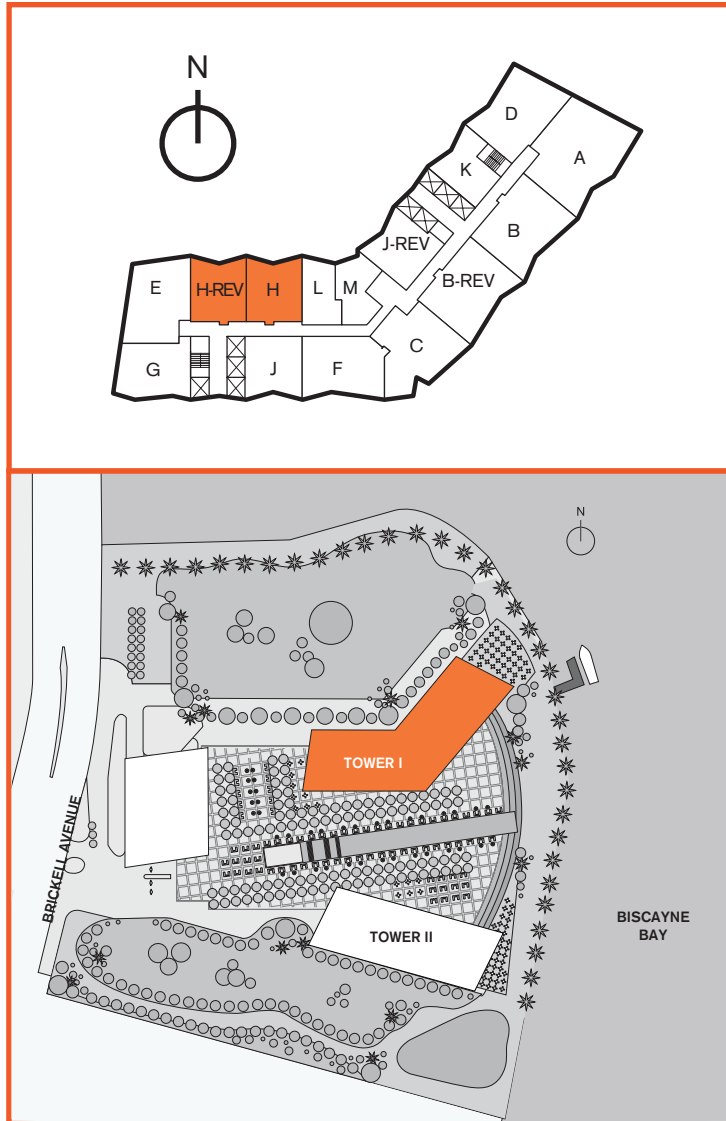 N
D
A
K
B
J-REV
B-REV
E
H-REV
H
L
M
C
G
J
F
N
TOWER I
BRICKELL AVENUE
TOWER II
BISCAYNE
BAY